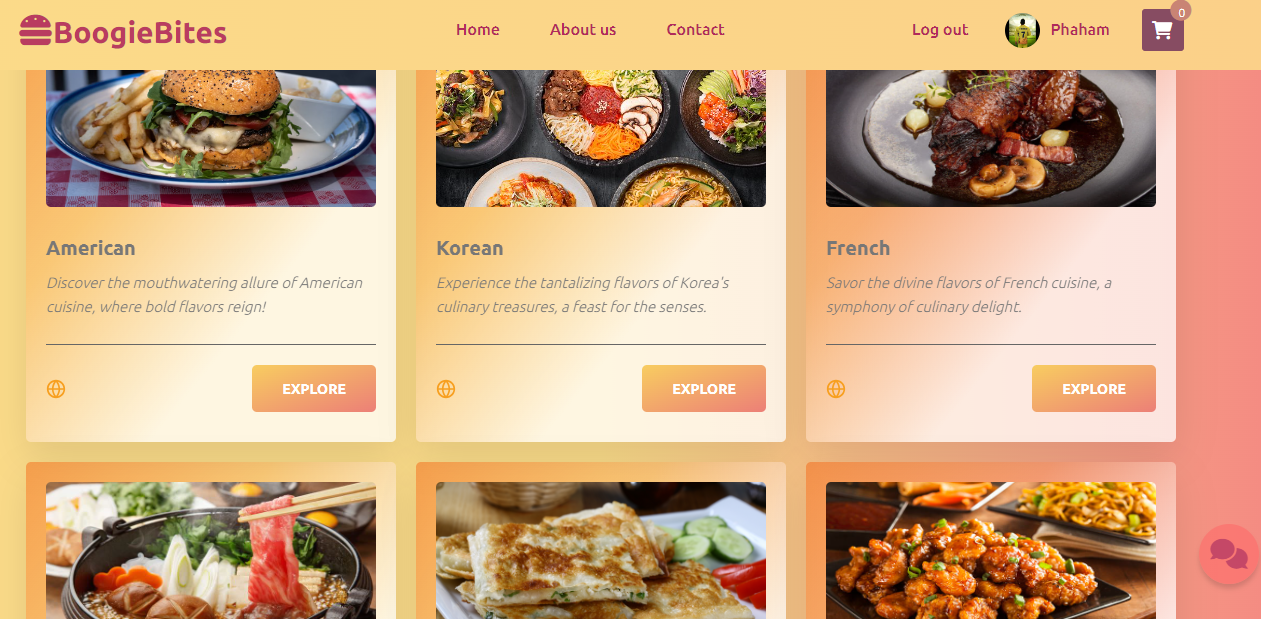 BoogieBites
Home
About us
Contact
Log out
7
Phaham
0
American
Discover the mouthwatering allure of American
cuisine, where bold flavors reign!
EXPLORE
Korean
Experience the tantalizing flavors of Korea's
culinary treasures, a feast for the senses.
EXPLORE
French
Savor the divine flavors of French cuisine, a
symphony of culinary delight.
EXPLORE